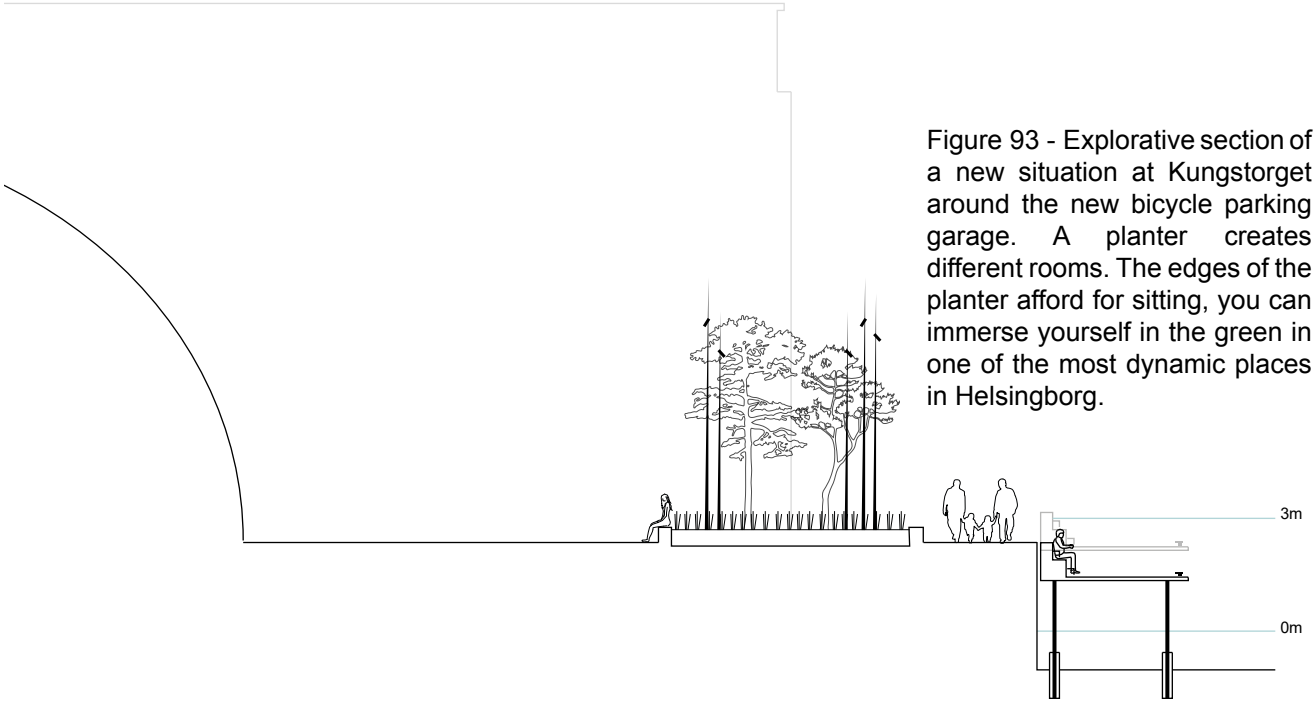 Figure 93 - Explorative section of
a new situation at Kungstorget
around the new bicycle parking
garage. A planter creates
different rooms. The edges of the
planter afford for sitting, you can
immerse yourself in the green in
one of the most dynamic places
in Helsingborg.
3m
0m